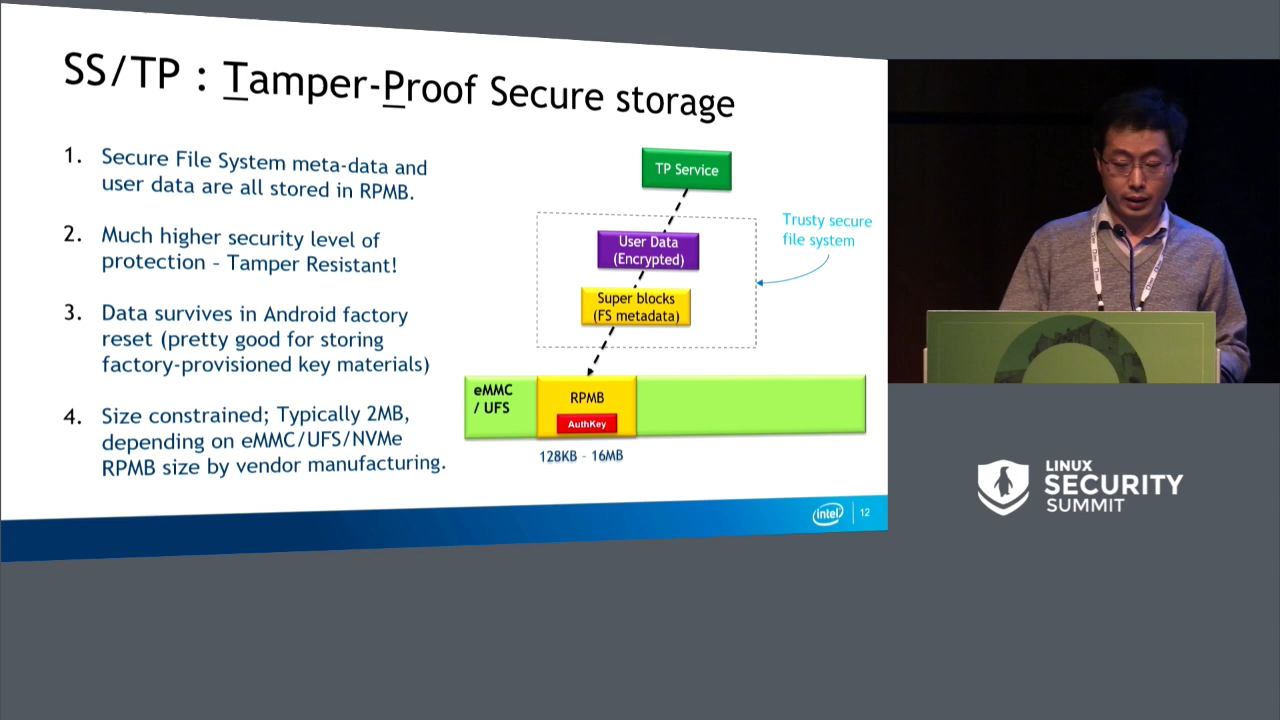 SS/TP : Tamper-Proof Secure storage
1. Secure File System meta-data and
user data are all stored in RPMB.
2. Much higher security level of
protection – Tamper Resistant!
3. Data survives in Android factory
reset (pretty good for storing
factory-provisioned key materials)
4. Size constrained; Typically 2MB,
depending on eMMC/UFS/NVMe
RPMB size by vendor manufacturing.
TP Service
Trusty secure
file system
User Data
(Encrypted)
Super blocks
(FS metadata)
eMMC
/ UFS
RPMB
AuthKey
128KB – 16MB
intel
12
LINUX
SECURITY
SUMMIT